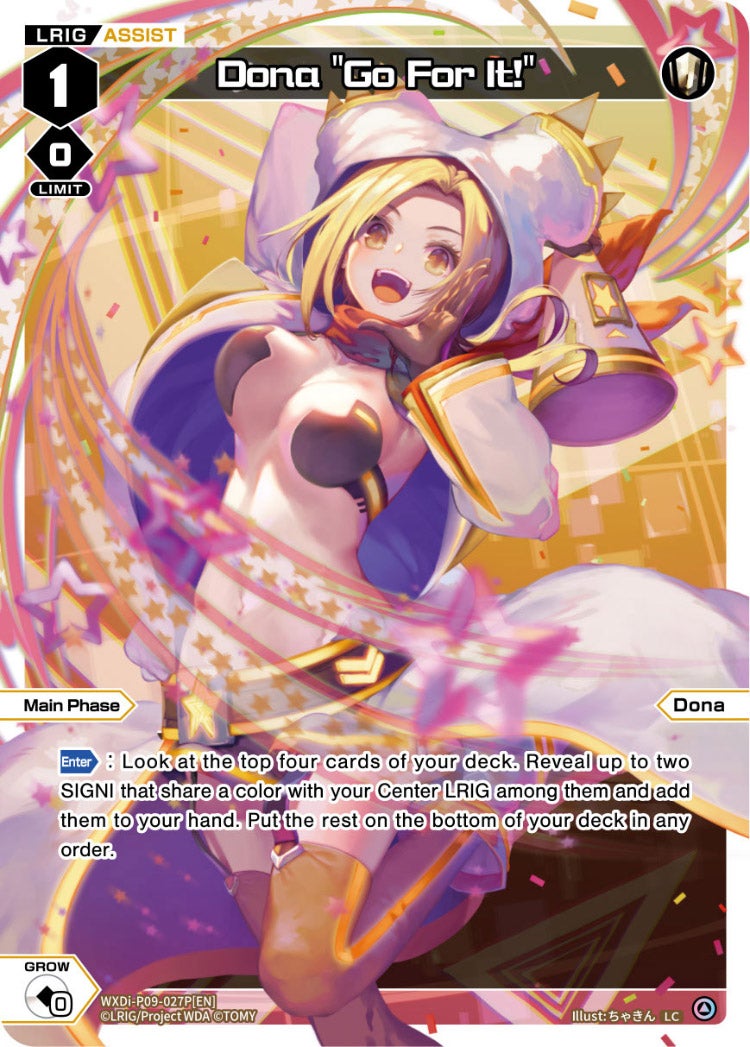 LRIG ASSIST
1
Dona "Go For It!"
0
LIMIT
Main Phase
Dona
Enter : Look at the top four cards of your deck. Reveal up to two
SIGNI that share a color with your Center LRIG among them and add
them to your hand. Put the rest on the bottom of your deck in any
order.
GROW
0
WXDi-P09-027P[EN]
©LRIG/Project WDA ©TOMY
Illust:ちゃきん LC